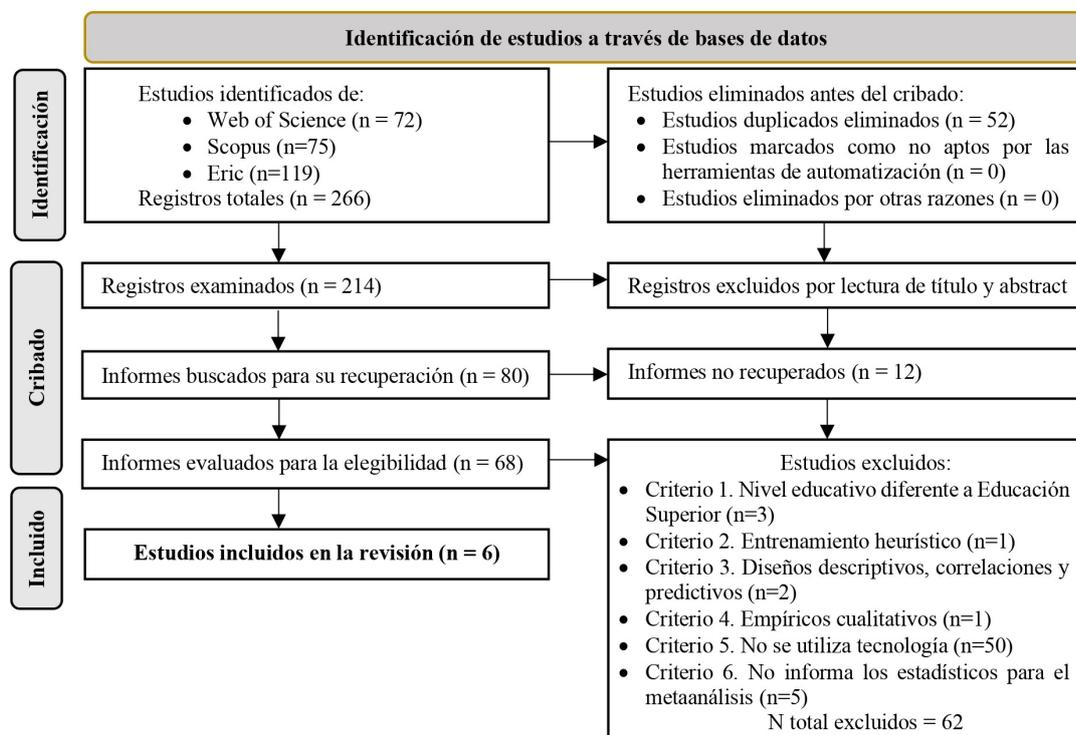 Identificación de estudios a través de bases de datos
Identificación
Estudios identificados de:
• Web of Science (n = 72)
• Scopus (n=75)
• Eric (n=119)
Registros totales (n = 266)
Estudios eliminados antes del cribado:
• Estudios duplicados eliminados (n = 52)
• Estudios marcados como no aptos por las
herramientas de automatización (n = 0)
• Estudios eliminados por otras razones (n = 0)
Cribado
Registros examinados (n = 214)
Registros excluidos por lectura de título y abstract
Informes buscados para su recuperación (n = 80)
Informes no recuperados (n = 12)
Informes evaluados para la elegibilidad (n = 68)
Estudios excluidos:
• Criterio 1. Nivel educativo diferente a Educación
Superior (n=3)
• Criterio 2. Entrenamiento heurístico (n=1)
• Criterio 3. Diseños descriptivos, correlaciones y
predictivos (n=2)
• Criterio 4. Empíricos cualitativos (n=1)
• Criterio 5. No se utiliza tecnología (n=50)
• Criterio 6. No informa los estadísticos para el
metaanálisis (n=5)
N total excluidos = 62
Incluido
Estudios incluidos en la revisión (n = 6)